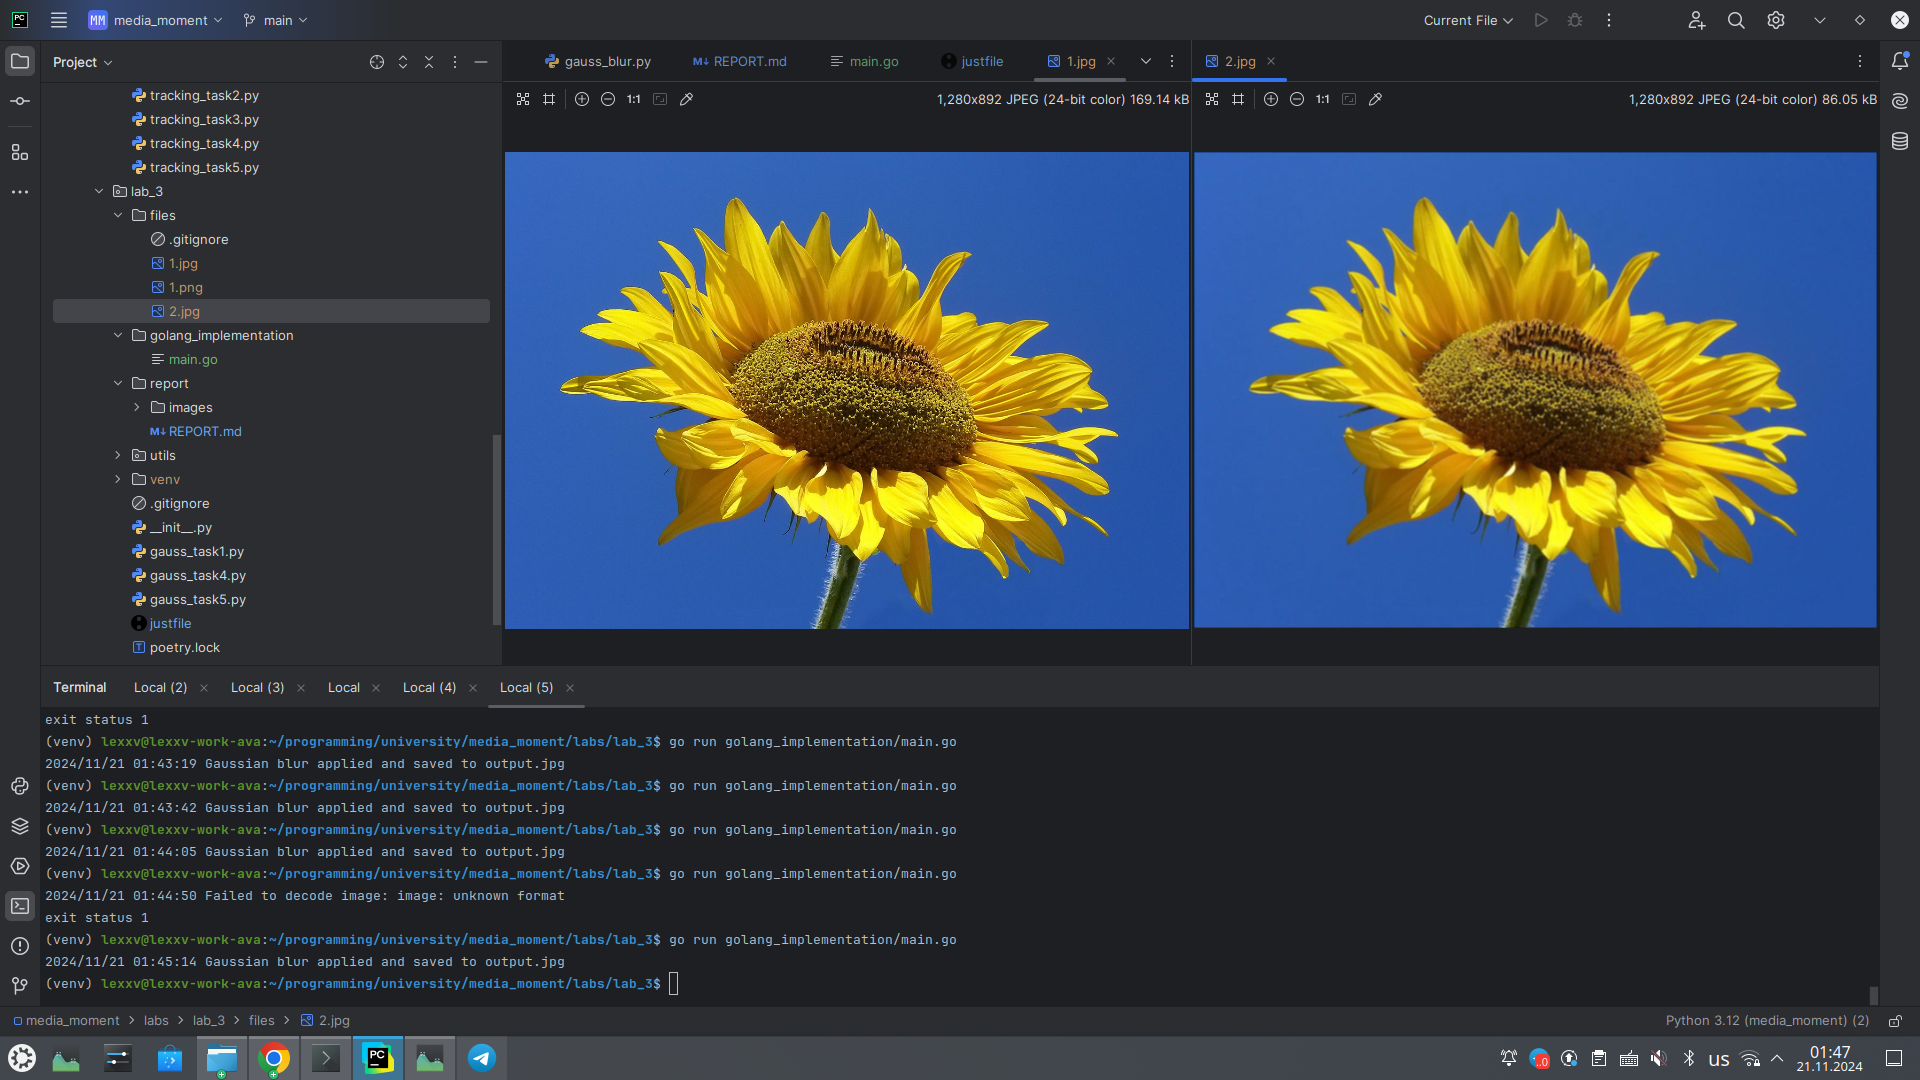 PC
MM media_moment
main
Current File
Project
gauss_blur.py
M↓ REPORT.md
main.go
justfile
1.jpg
2.jpg
1:1
1,280x892 JPEG (24-bit color) 169.14 kB
1:1
1,280x892 JPEG (24-bit color) 86.05 kB
tracking_task2.py
tracking_task3.py
tracking_task4.py
tracking_task5.py
lab_3
files
.gitignore
1.jpg
1.png
2.jpg
golang_implementation
main.go
report
images
M↓ REPORT.md
utils
venv
.gitignore
__init__.py
gauss_task1.py
gauss_task4.py
gauss_task5.py
justfile
T poetry.lock
Terminal
Local (2)
Local (3)
Local
Local (4)
Local (5)
exit status 1
(venv) lexxv@lexxv-work-ava:~/programming/university/media_moment/labs/lab_3$ go run golang_implementation/main.go
2024/11/21 01:43:19 Gaussian blur applied and saved to output.jpg
(venv) lexxv@lexxv-work-ava:~/programming/university/media_moment/labs/lab_3$ go run golang_implementation/main.go
2024/11/21 01:43:42 Gaussian blur applied and saved to output.jpg
(venv) lexxv@lexxv-work-ava:~/programming/university/media_moment/labs/lab_3$ go run golang_implementation/main.go
2024/11/21 01:44:05 Gaussian blur applied and saved to output.jpg
(venv) lexxv@lexxv-work-ava:~/programming/university/media_moment/labs/lab_3$ go run golang_implementation/main.go
2024/11/21 01:44:50 Failed to decode image: image: unknown format
exit status 1
(venv) lexxv@lexxv-work-ava:~/programming/university/media_moment/labs/lab_3$ go run golang_implementation/main.go
2024/11/21 01:45:14 Gaussian blur applied and saved to output.jpg
(venv) lexxv@lexxv-work-ava:~/programming/university/media_moment/labs/lab_3$
media_moment > labs > lab_3 > files > 2.jpg
Python 3.12 (media_moment) (2)
PC
us
01:47
21.11.2024